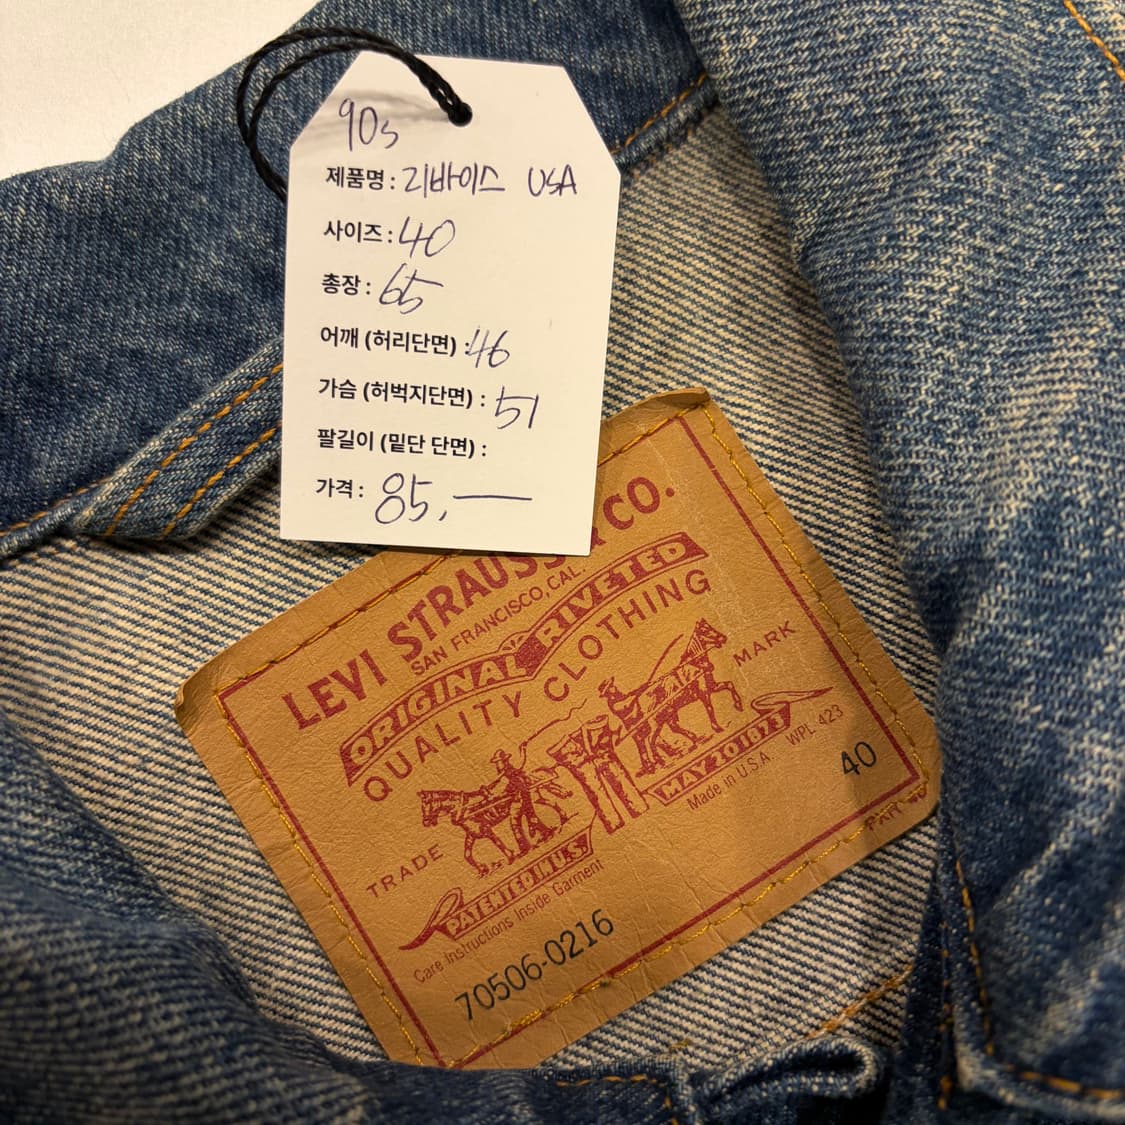 90s
제품명 : 리바이스 USA
사이즈 : 40
총장 : 65
어깨 (허리단면) : 46
가슴 (허벅지단면) : 51
팔길이 (밑단 단면) :
가격 : 85,—
LEVI STRAUSS & CO.
SAN FRANCISCO, CAL.
ORIGINAL RIVETED
QUALITY CLOTHING
TRADE MARK
PATENTED IN U.S. MAY 20 1873
Made in U.S.A. WPL 423
Care Instructions Inside Garment
70506-0216
40